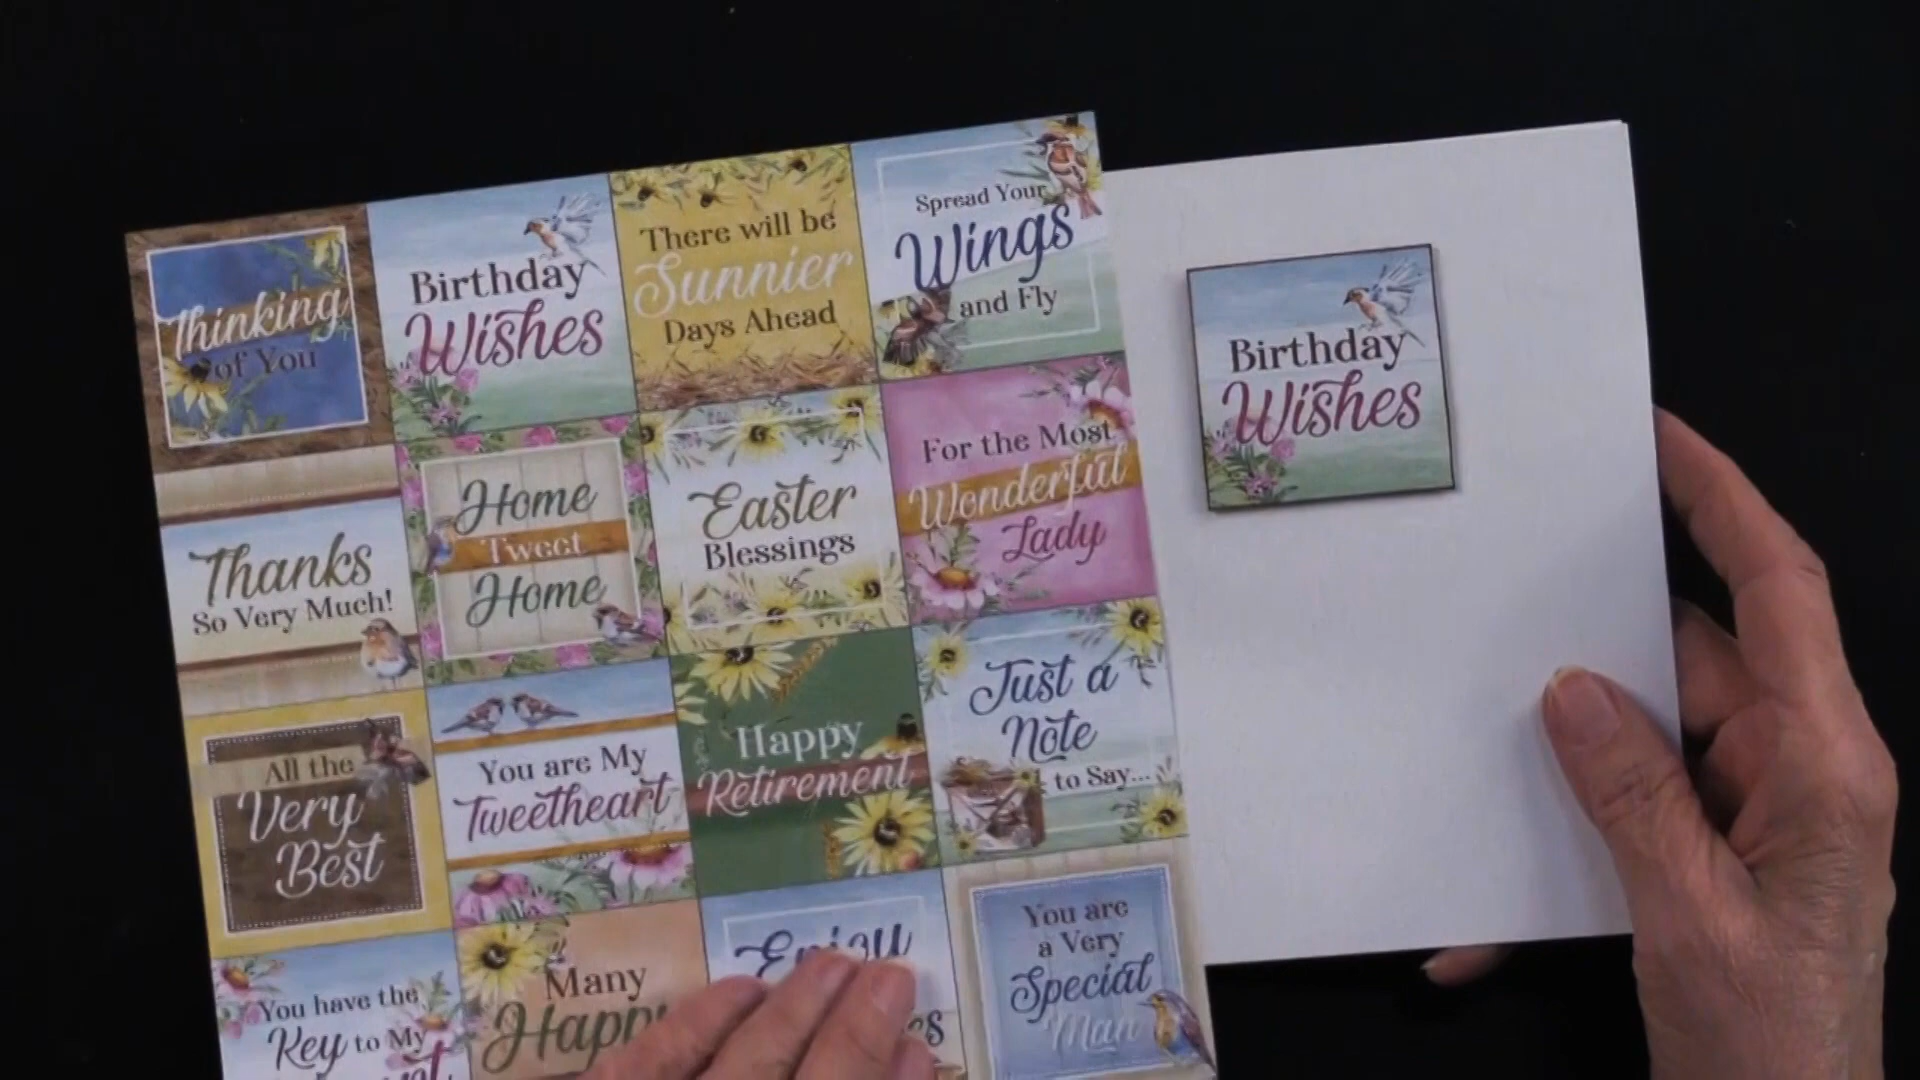 Thinking
of You
Birthday
Wishes
There will be
Sunnier
Days Ahead
Spread Your
Wings
and Fly
Thanks
So Very Much!
Home
Tweet
Home
Easter
Blessings
For the Most
Wonderful
Lady
All the
Very
Best
You are My
Tweetheart
Happy
Retirement
Just a
Note
to Say...
You have the
Key to My
Many
Enjoy
You are
a Very
Special
Man
Birthday
Wishes